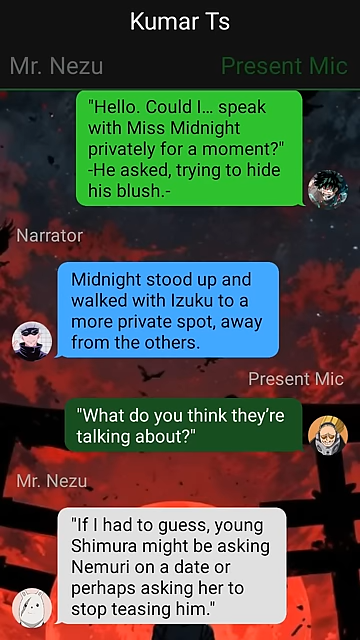 Kumar Ts
Mr. Nezu
Present Mic
"Hello. Could I... speak
with Miss Midnight
privately for a moment?"
-He asked, trying to hide
his blush.-
Narrator
Midnight stood up and
walked with Izuku to a
more private spot, away
from the others.
Present Mic
"What do you think they're
talking about?"
Mr. Nezu
"If I had to guess, young
Shimura might be asking
Nemuri on a date or
perhaps asking her to
stop teasing him."